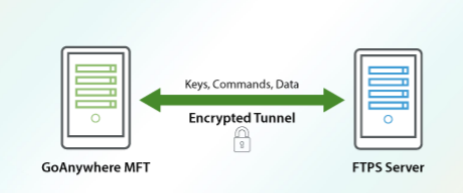 Keys, Commands, Data
Encrypted Tunnel
GoAnywhere MFT
FTPS Server